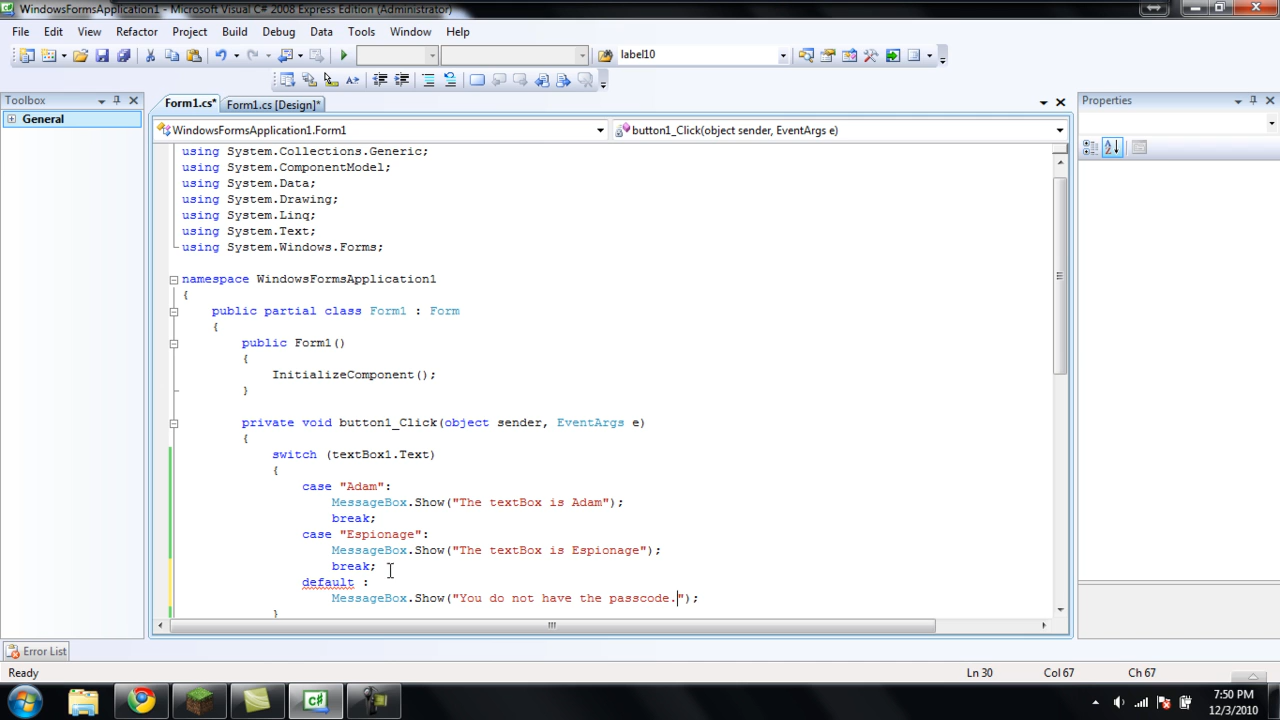 WindowsFormsApplication1 - Microsoft Visual C# 2008 Express Edition (Administrator)
File Edit View Refactor Project Build Debug Data Tools Window Help
label10
Toolbox
General
Form1.cs* Form1.cs [Design]*
WindowsFormsApplication1.Form1 button1_Click(object sender, EventArgs e)
Properties
using System.Collections.Generic;
using System.ComponentModel;
using System.Data;
using System.Drawing;
using System.Linq;
using System.Text;
using System.Windows.Forms;
namespace WindowsFormsApplication1
{
public partial class Form1 : Form
{
public Form1()
{
InitializeComponent();
}
private void button1_Click(object sender, EventArgs e)
{
switch (textBox1.Text)
{
case "Adam":
MessageBox.Show("The textBox is Adam");
break;
case "Espionage":
MessageBox.Show("The textBox is Espionage");
break;
default :
MessageBox.Show("You do not have the passcode.");
}
Error List
Ready Ln 30 Col 67 Ch 67
7:50 PM
12/3/2010